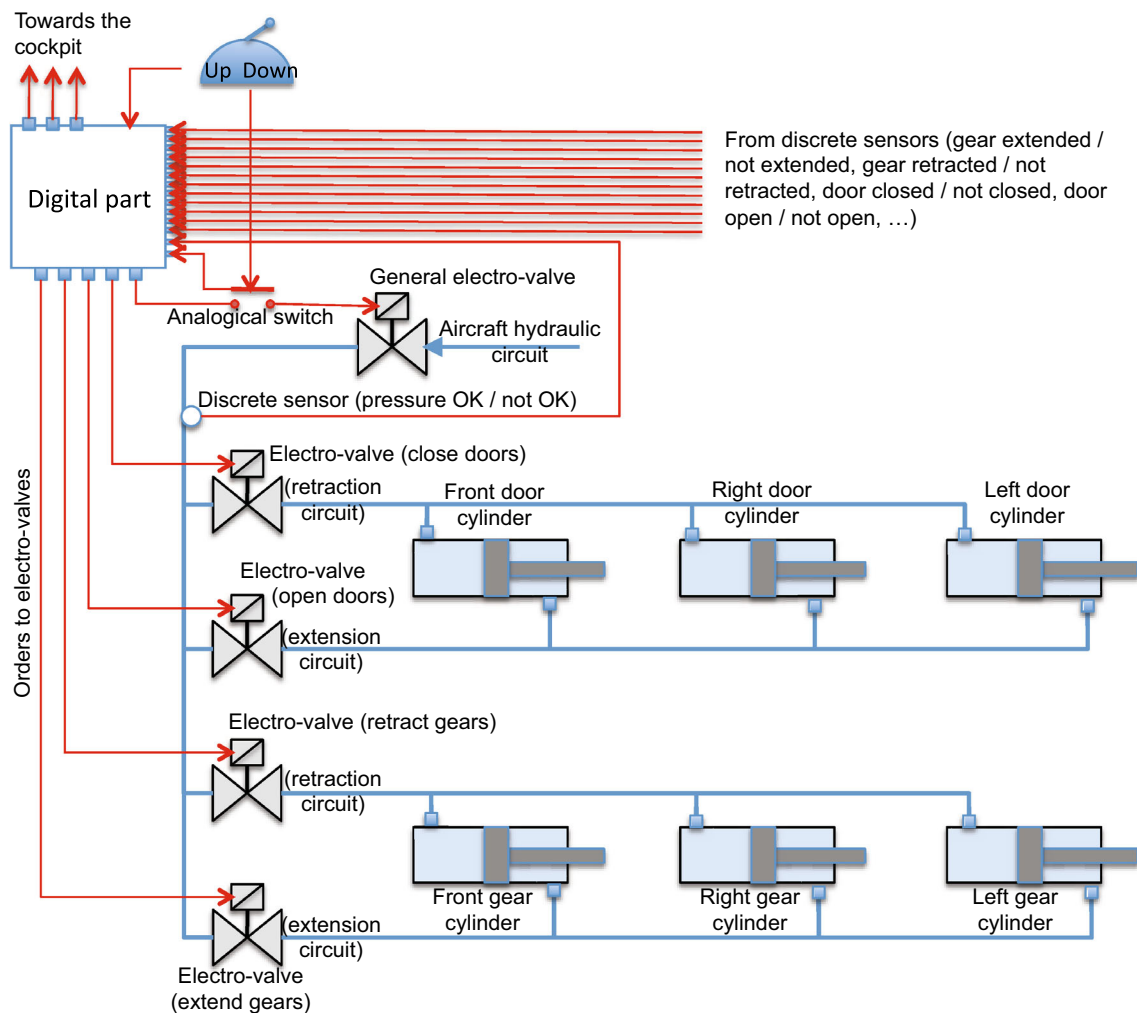 Towards the
cockpit
Up Down
Digital part
From discrete sensors (gear extended /
not extended, gear retracted / not
retracted, door closed / not closed, door
open / not open, …)
General electro-valve
Analogical switch
Aircraft hydraulic
circuit
Discrete sensor (pressure OK / not OK)
Orders to electro-valves
Electro-valve (close doors)
(retraction
circuit)
Front door
cylinder
Right door
cylinder
Left door
cylinder
Electro-valve
(open doors)
(extension
circuit)
Electro-valve (retract gears)
(retraction
circuit)
Front gear
cylinder
Right gear
cylinder
Left gear
cylinder
(extension
circuit)
Electro-valve
(extend gears)